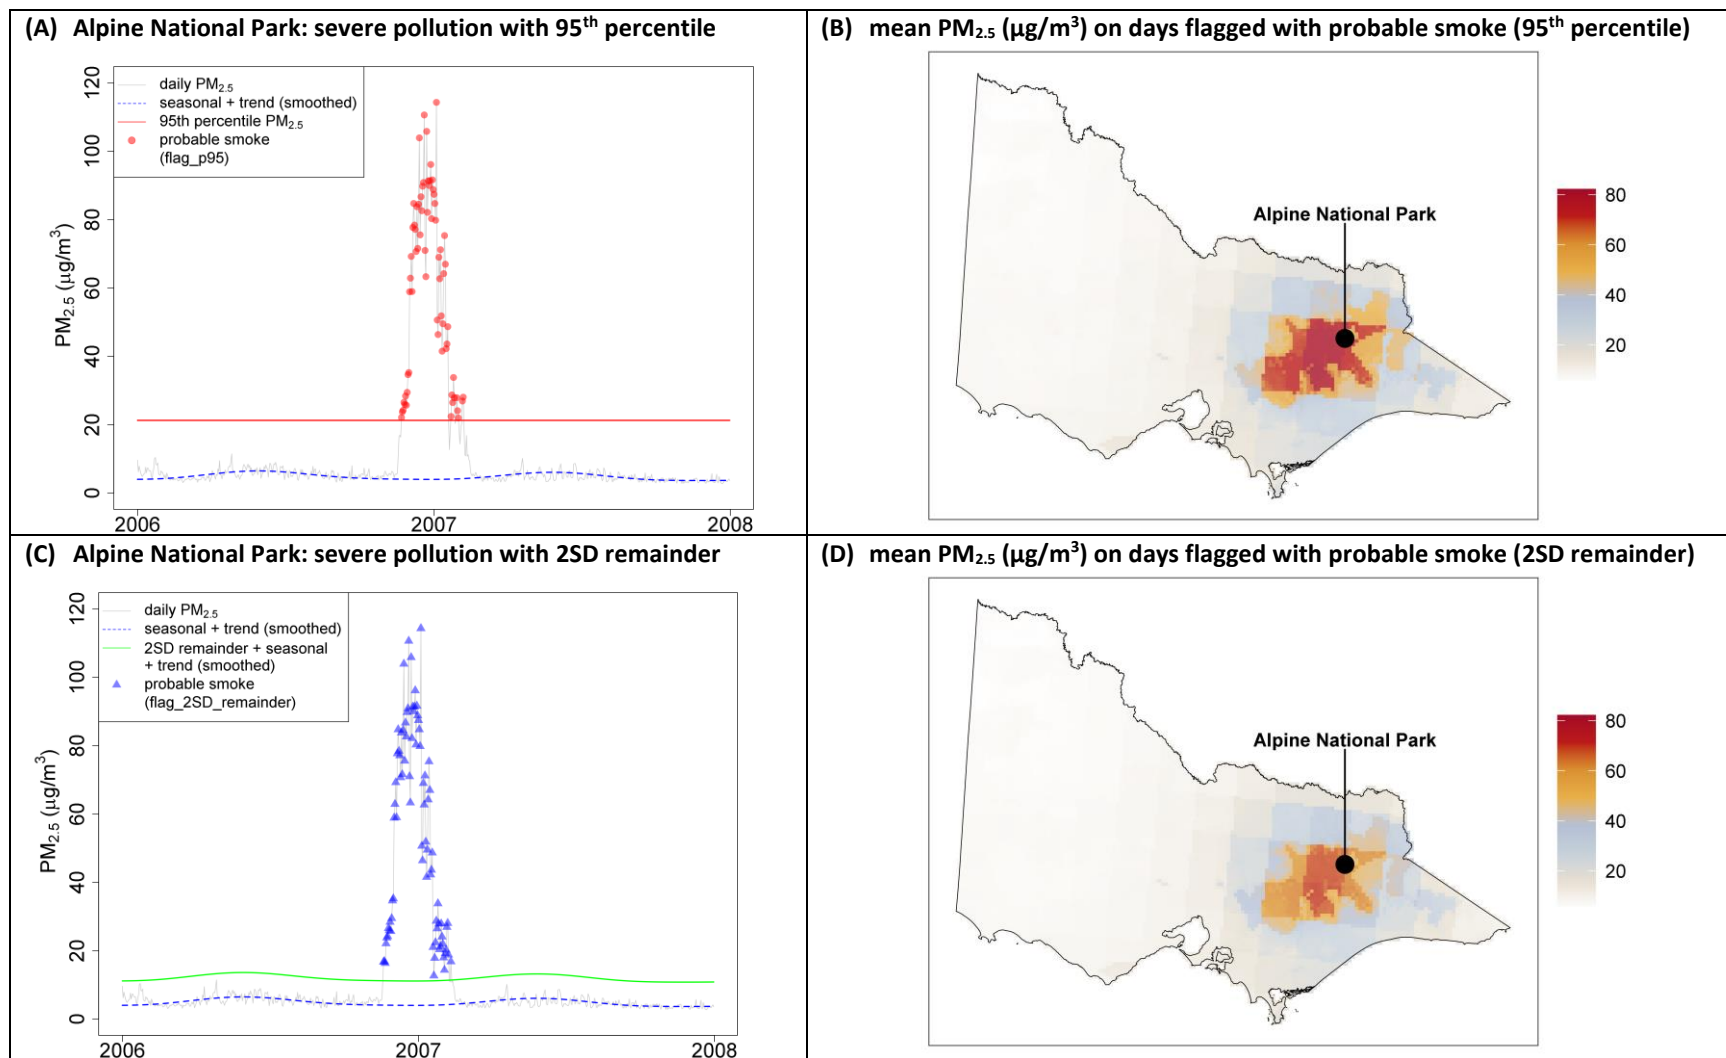 (A) Alpine National Park: severe pollution with 95th percentile
120
100
80
60
40
20
0
PM2.5 (μg/m3)
daily PM2.5
seasonal + trend (smoothed)
95th percentile PM2.5
probable smoke
(flag_p95)
2006
2007
2008
(B) mean PM2.5 (μg/m3) on days flagged with probable smoke (95th percentile)
Alpine National Park
80
60
40
20
(C) Alpine National Park: severe pollution with 2SD remainder
120
100
80
60
40
20
0
PM2.5 (μg/m3)
daily PM2.5
seasonal + trend (smoothed)
2SD remainder + seasonal
+ trend (smoothed)
probable smoke
(flag_2SD_remainder)
2006
2007
2008
(D) mean PM2.5 (μg/m3) on days flagged with probable smoke (2SD remainder)
Alpine National Park
80
60
40
20